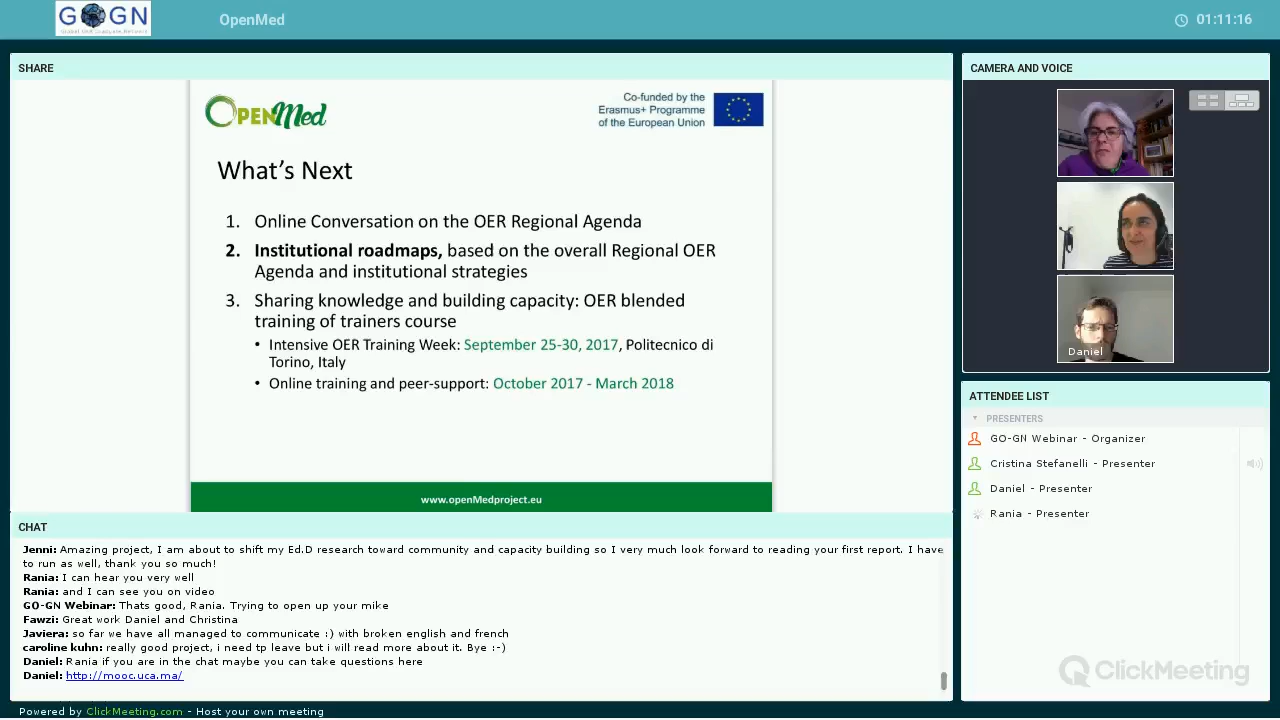 GOGN
Global OER Graduate Network
OpenMed
01:11:16
SHARE
OPENMed
Co-funded by the
Erasmus+ Programme
of the European Union
What's Next
1. Online Conversation on the OER Regional Agenda
2. Institutional roadmaps, based on the overall Regional OER
Agenda and institutional strategies
3. Sharing knowledge and building capacity: OER blended
training of trainers course
• Intensive OER Training Week: September 25-30, 2017, Politecnico di
Torino, Italy
• Online training and peer-support: October 2017 - March 2018
www.openMedproject.eu
CAMERA AND VOICE
Daniel
ATTENDEE LIST
PRESENTERS
GO-GN Webinar - Organizer
Cristina Stefanelli - Presenter
Daniel - Presenter
Rania - Presenter
CHAT
Jenni: Amazing project, I am about to shift my Ed.D research toward community and capacity building so I very much look forward to reading your first report. I have
to run as well, thank you so much!
Rania: I can hear you very well
Rania: and I can see you on video
GO-GN Webinar: Thats good, Rania. Trying to open up your mike
Fawzi: Great work Daniel and Christina
Javiera: so far we have all managed to communicate :) with broken english and french
caroline kuhn: really good project, i need tp leave but i will read more about it. Bye :-)
Daniel: Rania if you are in the chat maybe you can take questions here
Daniel: http://mooc.uca.ma/
ClickMeeting
Powered by ClickMeeting.com - Host your own meeting